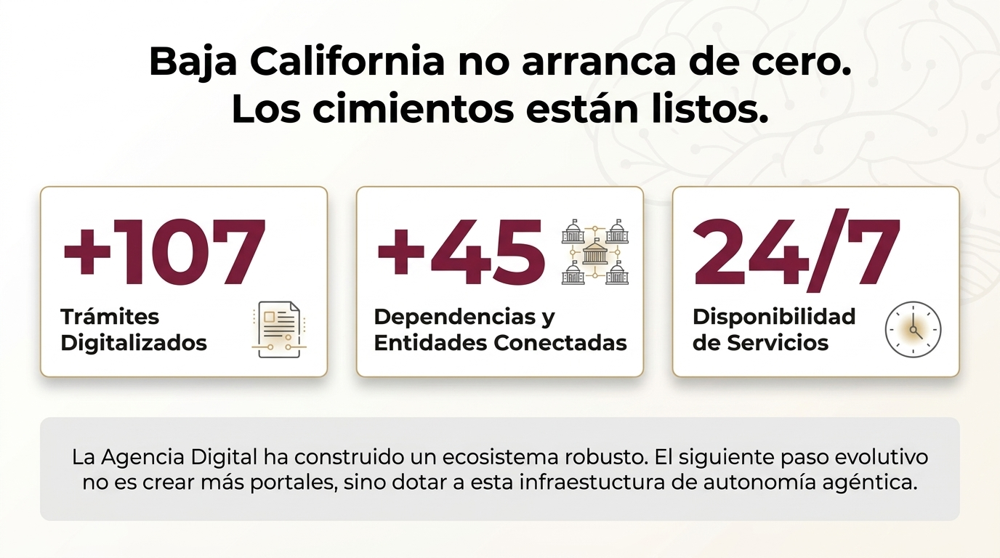 Baja California no arranca de cero.
Los cimientos están listos.
+107
Trámites
Digitalizados
+45
Dependencias y
Entidades Conectadas
24/7
Disponibilidad
de Servicios
La Agencia Digital ha construido un ecosistema robusto. El siguiente paso evolutivo
no es crear más portales, sino dotar a esta infraestuctura de autonomía agéntica.